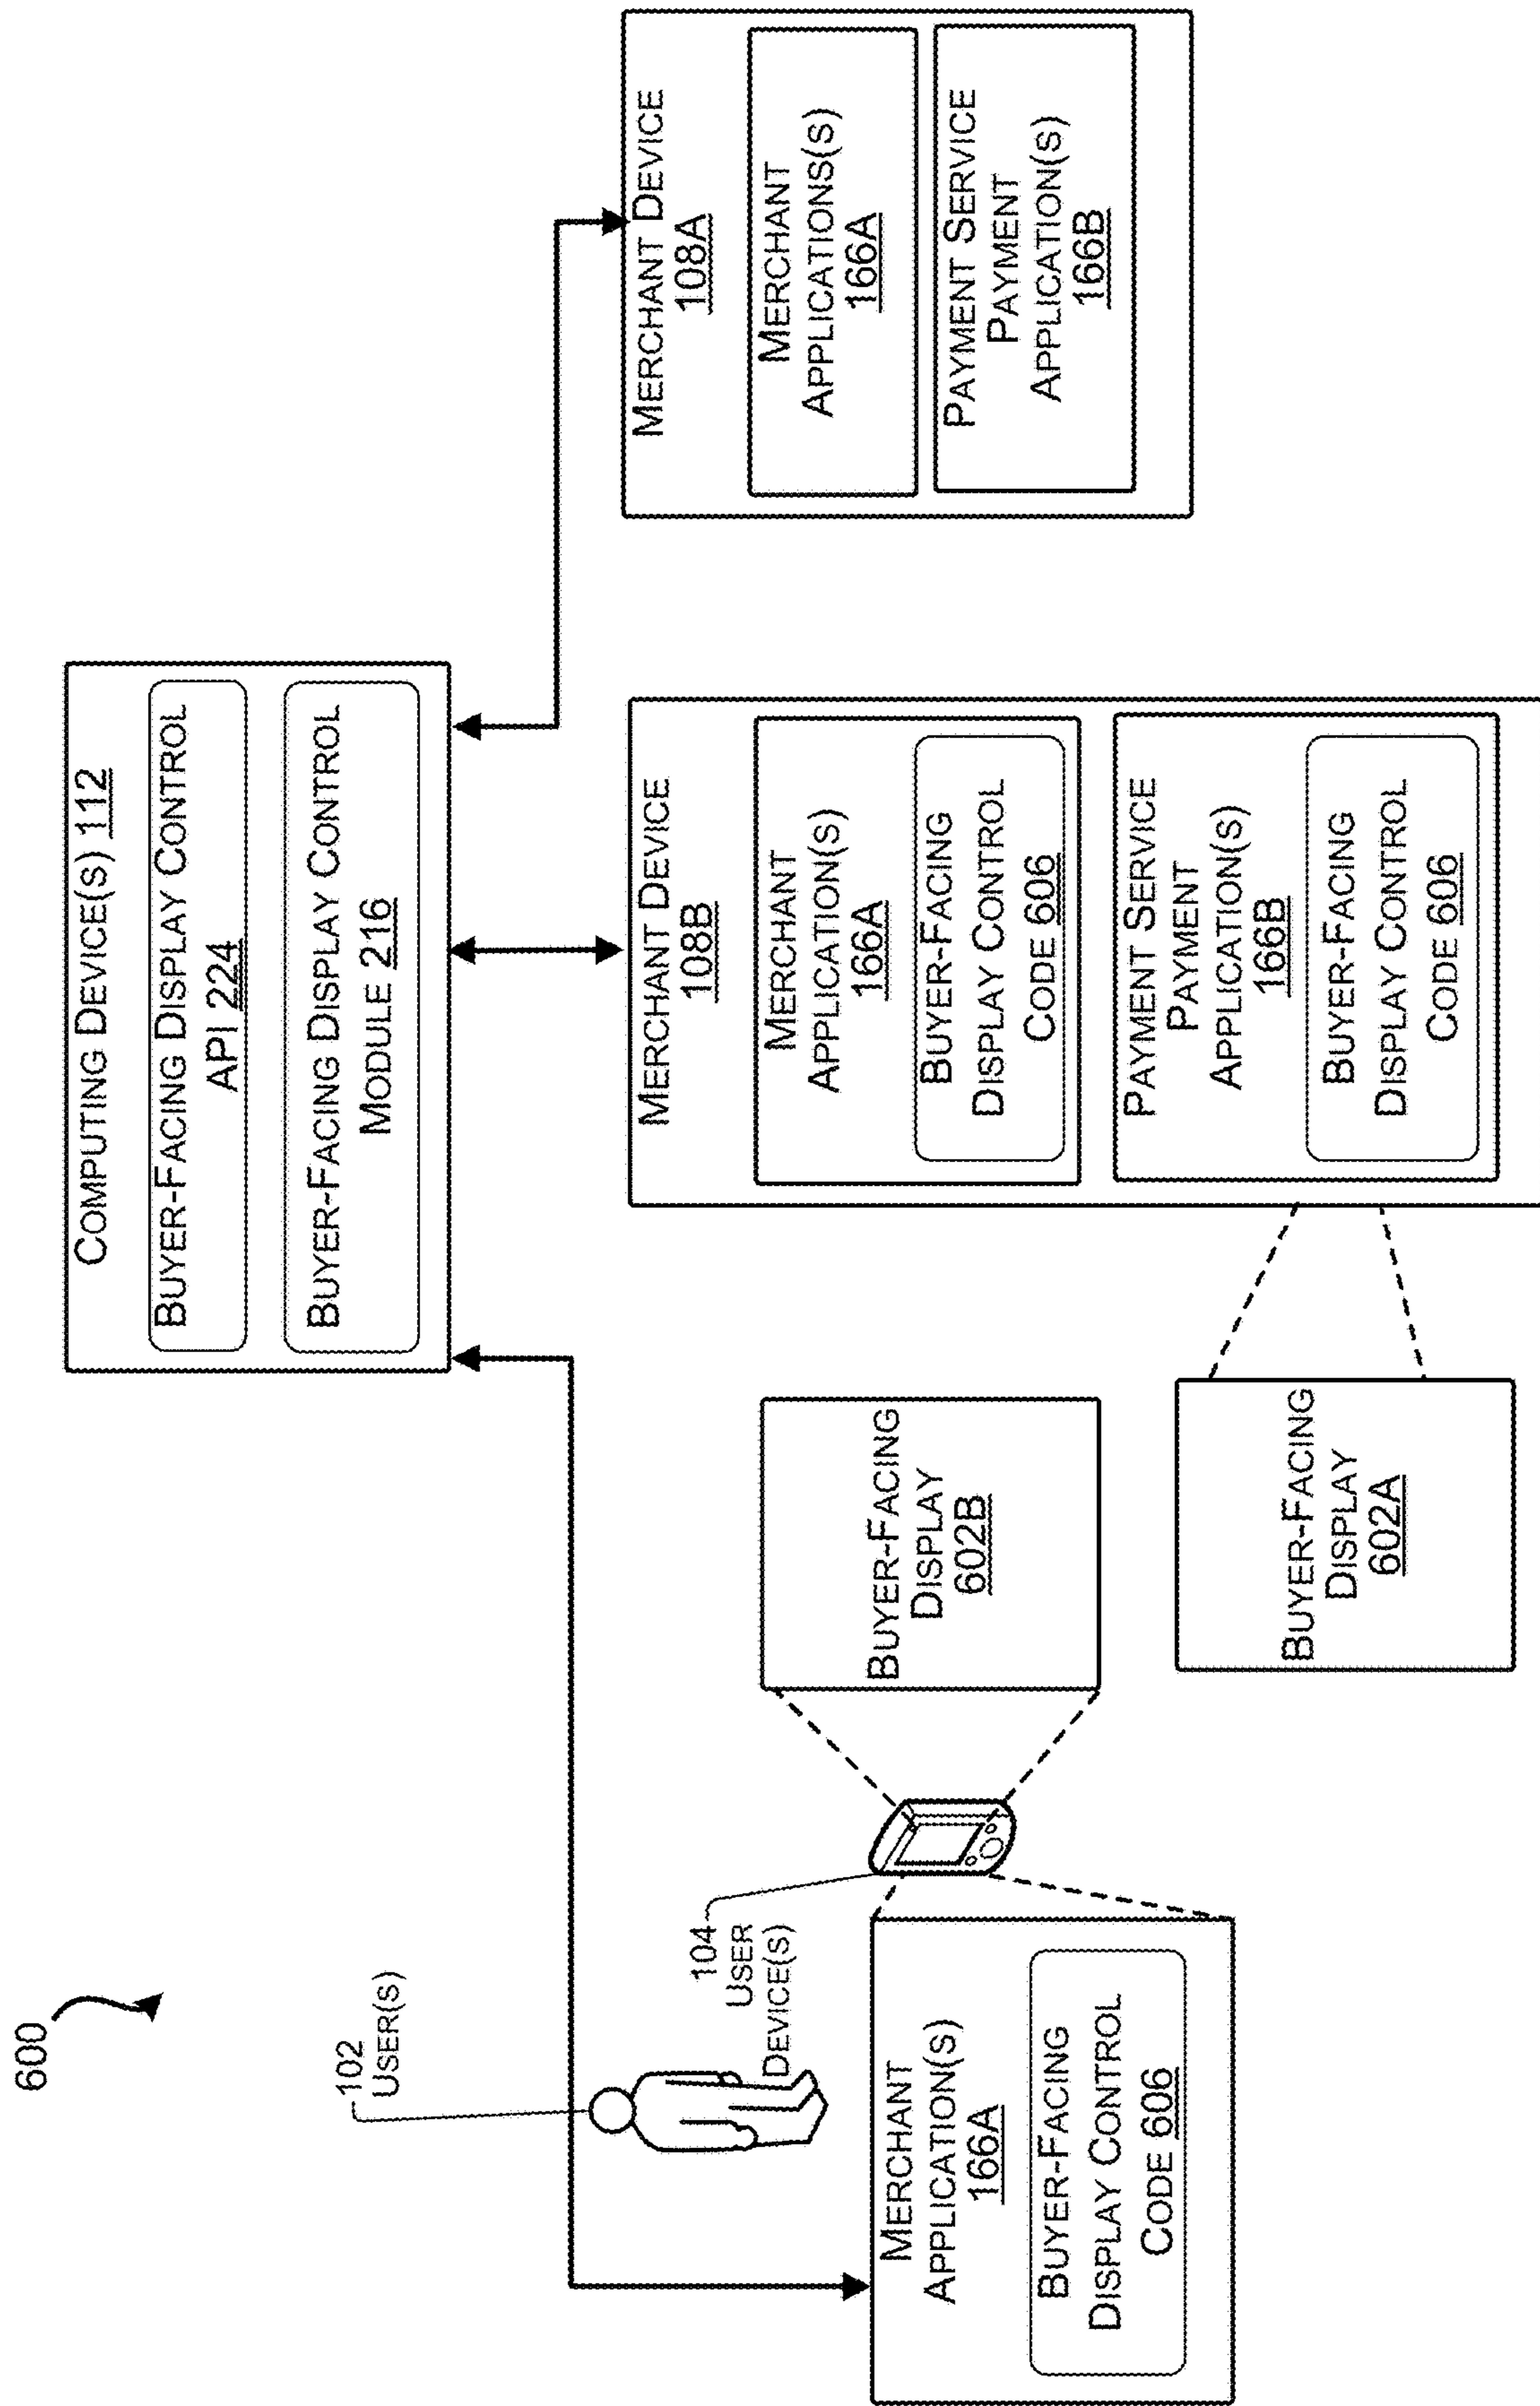 600
COMPUTING DEVICE(S) 112
BUYER-FACING DISPLAY CONTROL
API 224
BUYER-FACING DISPLAY CONTROL
MODULE 216
102
USER(S)
104
USER
DEVICE(S)
MERCHANT
APPLICATION(S)
166A
BUYER-FACING
DISPLAY CONTROL
CODE 606
BUYER-FACING
DISPLAY
602B
BUYER-FACING
DISPLAY
602A
MERCHANT DEVICE
108B
MERCHANT
APPLICATION(S)
166A
BUYER-FACING
DISPLAY CONTROL
CODE 606
PAYMENT SERVICE
PAYMENT
APPLICATION(S)
166B
BUYER-FACING
DISPLAY CONTROL
CODE 606
MERCHANT DEVICE
108A
MERCHANT
APPLICATIONS(S)
166A
PAYMENT SERVICE
PAYMENT
APPLICATION(S)
166B